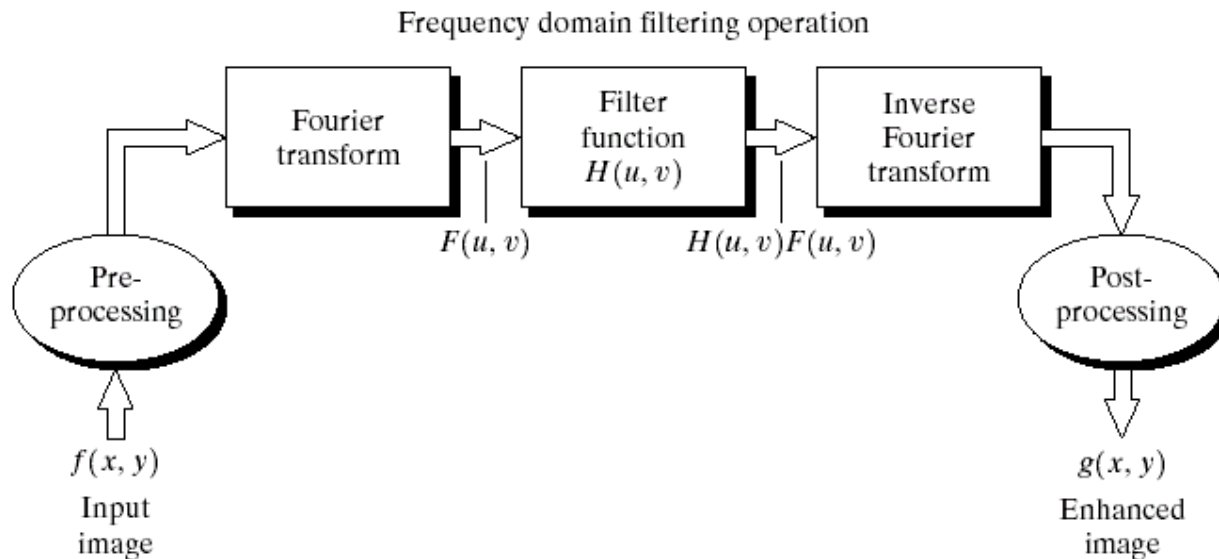 Frequency domain filtering operation
Fourier
transform
Filter
function
H(u, v)
Inverse
Fourier
transform
F(u, v)
H(u, v)F(u, v)
Pre-
processing
Post-
processing
f(x, y)
Input
image
g(x, y)
Enhanced
image